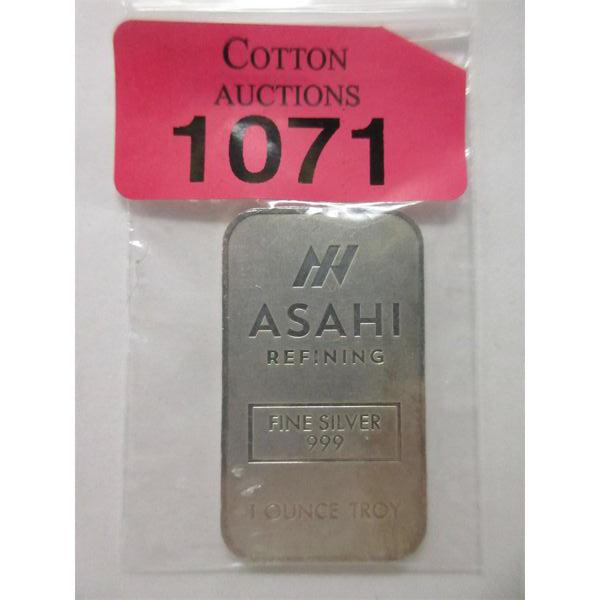 COTTON
AUCTIONS
1071
ASAHI
REFINING
FINE SILVER
999
1 OUNCE TROY